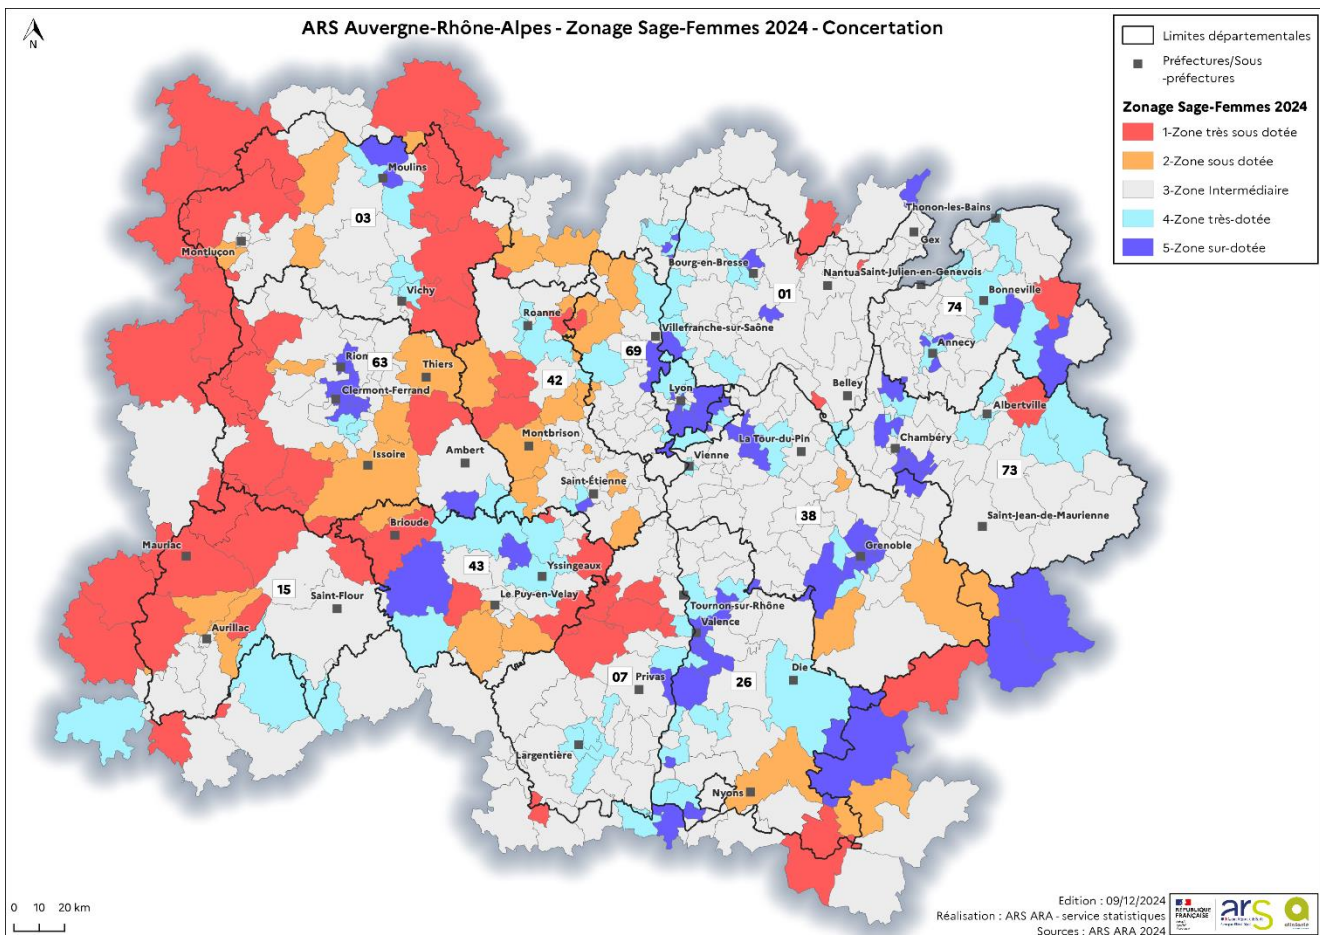 ARS Auvergne-Rhône-Alpes - Zonage Sage-Femmes 2024 - Concertation
N
Limites départementales
Préfectures/Sous
-préfectures
Zonage Sage-Femmes 2024
1-Zone très sous dotée
2-Zone sous dotée
3-Zone Intermédiaire
4-Zone très-dotée
5-Zone sur-dotée
Moulins
03
Montluçon
Vichy
Thonon-les-Bains
Gex
Bourg-en-Bresse
Nantua
Saint-Julien-en-Genevois
01
Bonneville
74
Roanne
Villefranche-sur-Saône
69
Annecy
Riom
63
Thiers
42
Clermont-Ferrand
Lyon
Belley
Albertville
Montbrison
La Tour-du-Pin
Chambéry
Ambert
Issoire
Vienne
73
Saint-Étienne
38
Saint-Jean-de-Maurienne
Brioude
Grenoble
Mauriac
43
Yssingeaux
15
Saint-Flour
Le Puy-en-Velay
Tournon-sur-Rhône
Aurillac
Valence
Die
07
Privas
26
Largentière
Nyons
0 10 20 km
Edition : 09/12/2024
Réalisation : ARS ARA - service statistiques
Sources : ARS ARA 2024
RÉPUBLIQUE
FRANÇAISE
ars